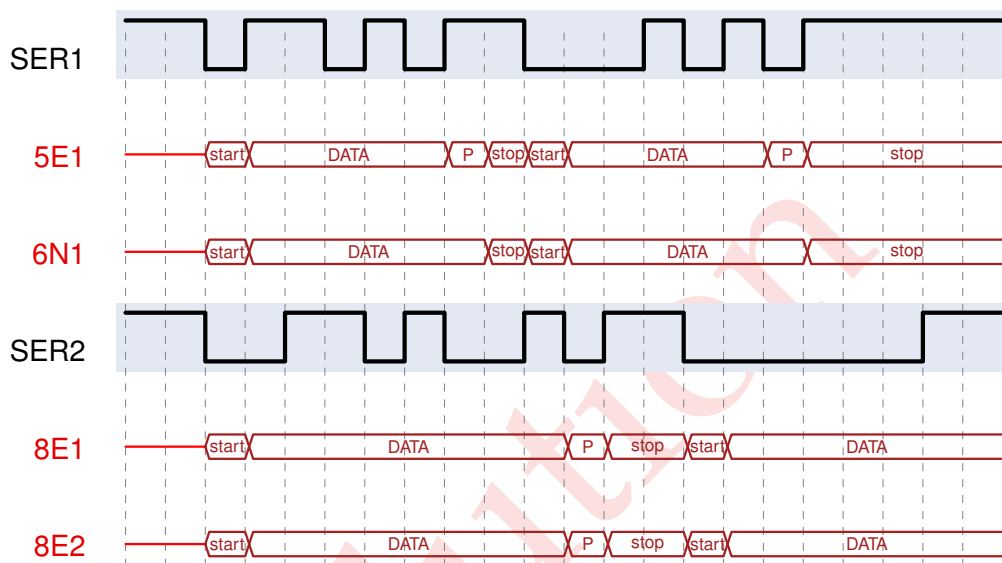 SER1
5E1 start DATA P stop start DATA P stop
6N1 start DATA stop start DATA stop
SER2
8E1 start DATA P stop start DATA
8E2 start DATA P stop start DATA